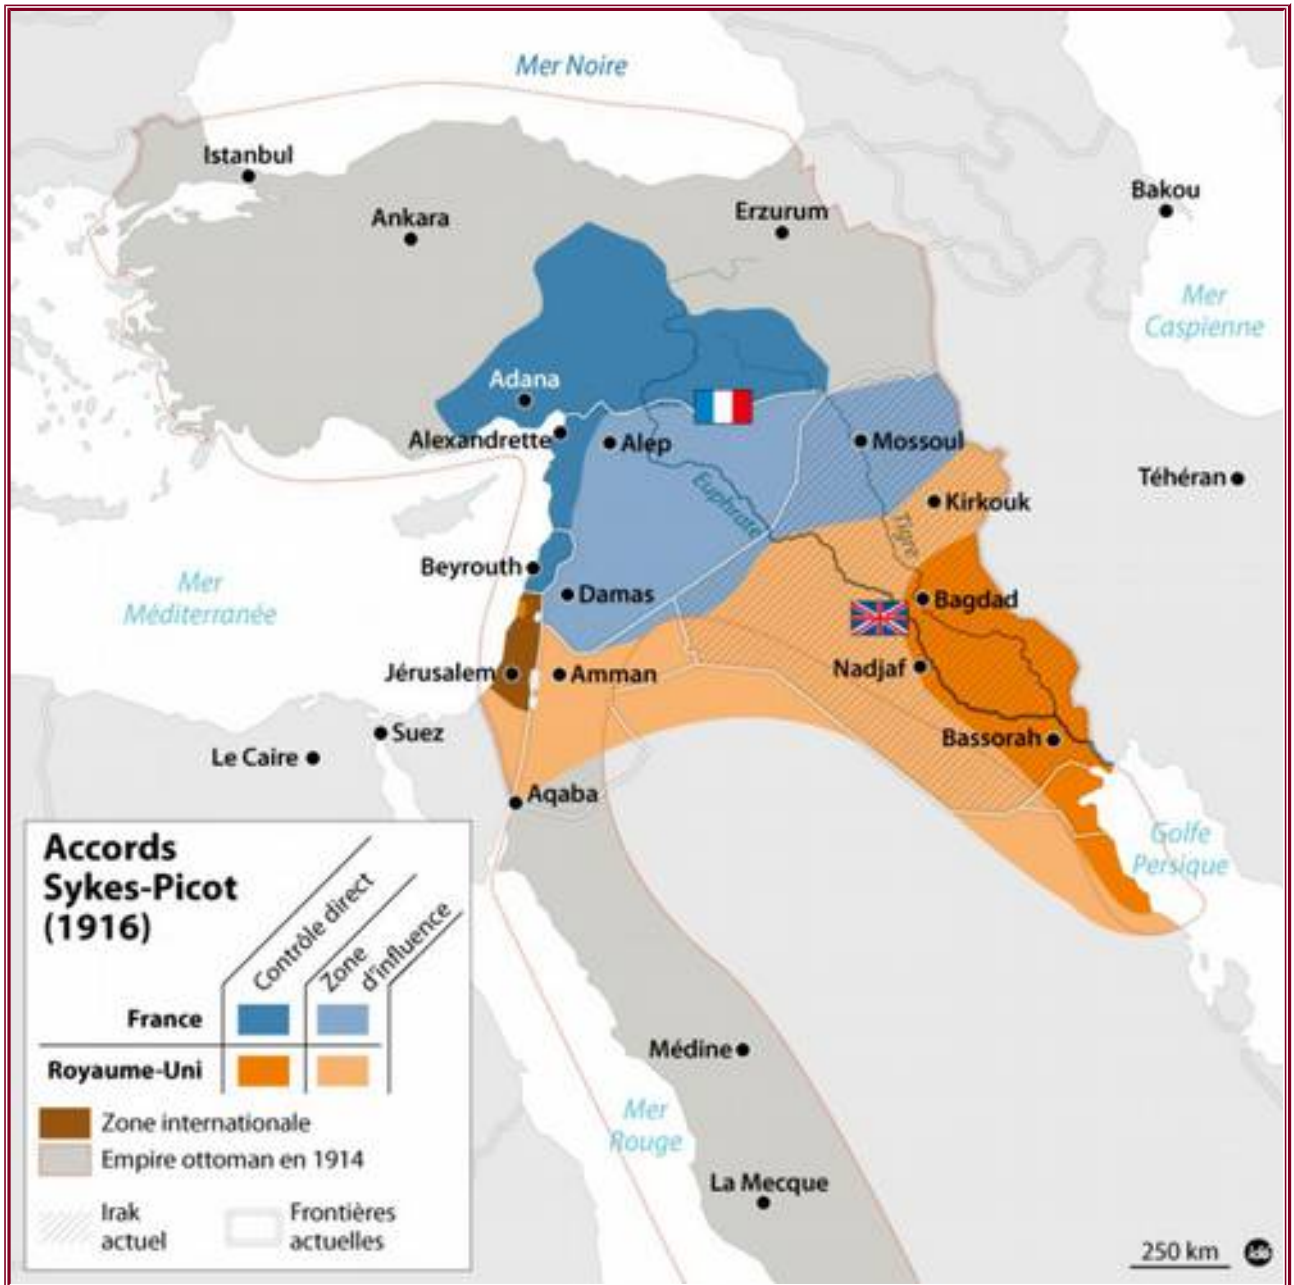 Mer Noire
Istanbul
Ankara
Erzurum
Bakou
Mer
Caspienne
Adana
Alexandrette
Alep
Mossoul
Téhéran
Euphrate
Kirkouk
Tigre
Beyrouth
Mer
Méditerranée
Damas
Bagdad
Jérusalem
Amman
Nadjaf
Suez
Le Caire
Bassorah
Aqaba
Golfe
Persique
Accords
Sykes-Picot
(1916)
Contrôle direct
Zone
d'influence
France
Royaume-Uni
Zone internationale
Empire ottoman en 1914
Irak
actuel
Frontières
actuelles
Médine
Mer
Rouge
La Mecque
250 km
idé